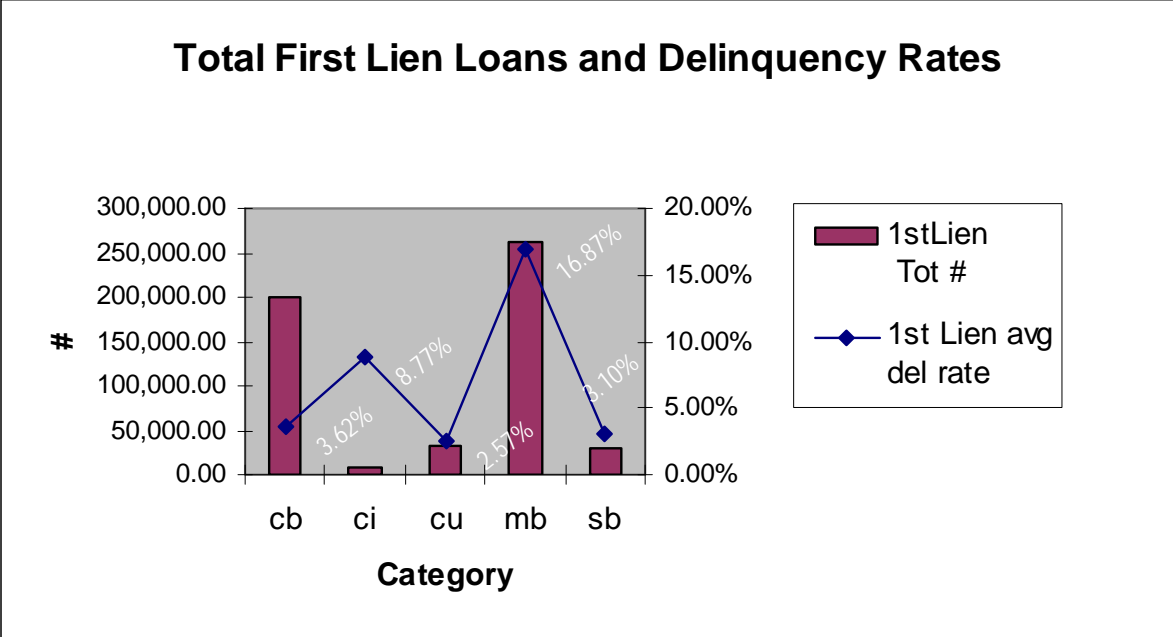 Total First Lien Loans and Delinquency Rates
300,000.00
250,000.00
200,000.00
150,000.00
100,000.00
50,000.00
0.00
#
20.00%
15.00%
10.00%
5.00%
0.00%
3.62%
8.77%
2.57%
16.87%
3.10%
cb ci cu mb sb
Category
1stLien
Tot #
1st Lien avg
del rate